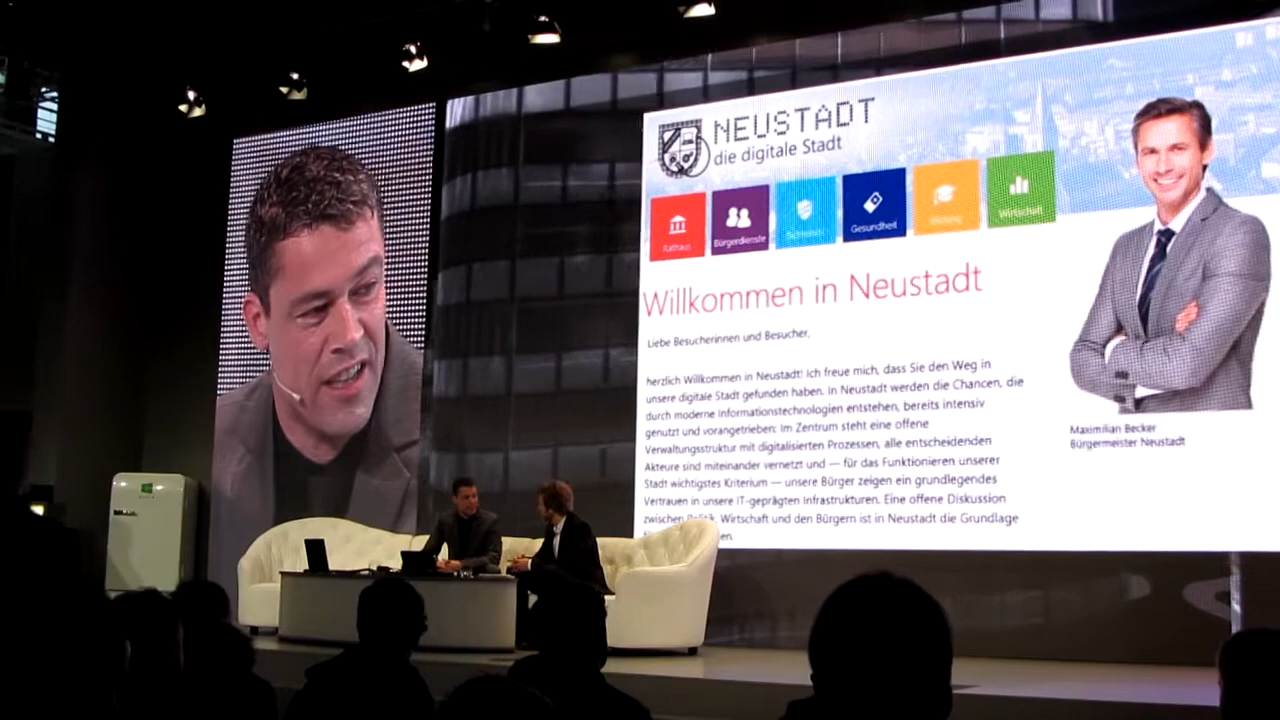 NEUSTADT
die digitale Stadt
Rathaus
Bürgerdienste
Sicherheit
Gesundheit
Bildung
Wirtschaft
Willkommen in Neustadt
Liebe Besucherinnen und Besucher,
herzlich Willkommen in Neustadt! Ich freue mich, dass Sie den Weg in
unsere digitale Stadt gefunden haben. In Neustadt werden die Chancen, die
durch moderne Informationstechnologien entstehen, bereits intensiv
genutzt und vorangetrieben: Im Zentrum steht eine offene
Verwaltungsstruktur mit digitalisierten Prozessen, alle entscheidenden
Akteure sind miteinander vernetzt und — für das Funktionieren unserer
Stadt wichtigstes Kriterium — unsere Bürger zeigen ein grundlegendes
Vertrauen in unsere IT-geprägten Infrastrukturen. Eine offene Diskussion
zwischen Politik, Wirtschaft und den Bürgern ist in Neustadt die Grundlage
Maximilian Becker
Bürgermeister Neustadt